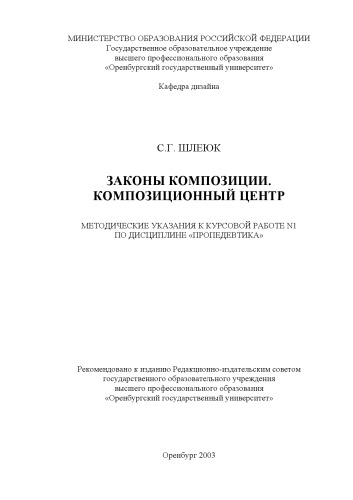 МИНИСТЕРСТВО ОБРАЗОВАНИЯ РОССИЙСКОЙ ФЕДЕРАЦИИ
Государственное образовательное учреждение
высшего профессионального образования
«Оренбургский государственный университет»
Кафедра дизайна
С.Г. ШЛЕЮК
ЗАКОНЫ КОМПОЗИЦИИ.
КОМПОЗИЦИОННЫЙ ЦЕНТР
МЕТОДИЧЕСКИЕ УКАЗАНИЯ К КУРСОВОЙ РАБОТЕ N1
ПО ДИСЦИПЛИНЕ «ПРОПЕДЕВТИКА»
Рекомендовано к изданию Редакционно-издательским советом
государственного образовательного учреждения
высшего профессионального образования
«Оренбургский государственный университет»
Оренбург 2003